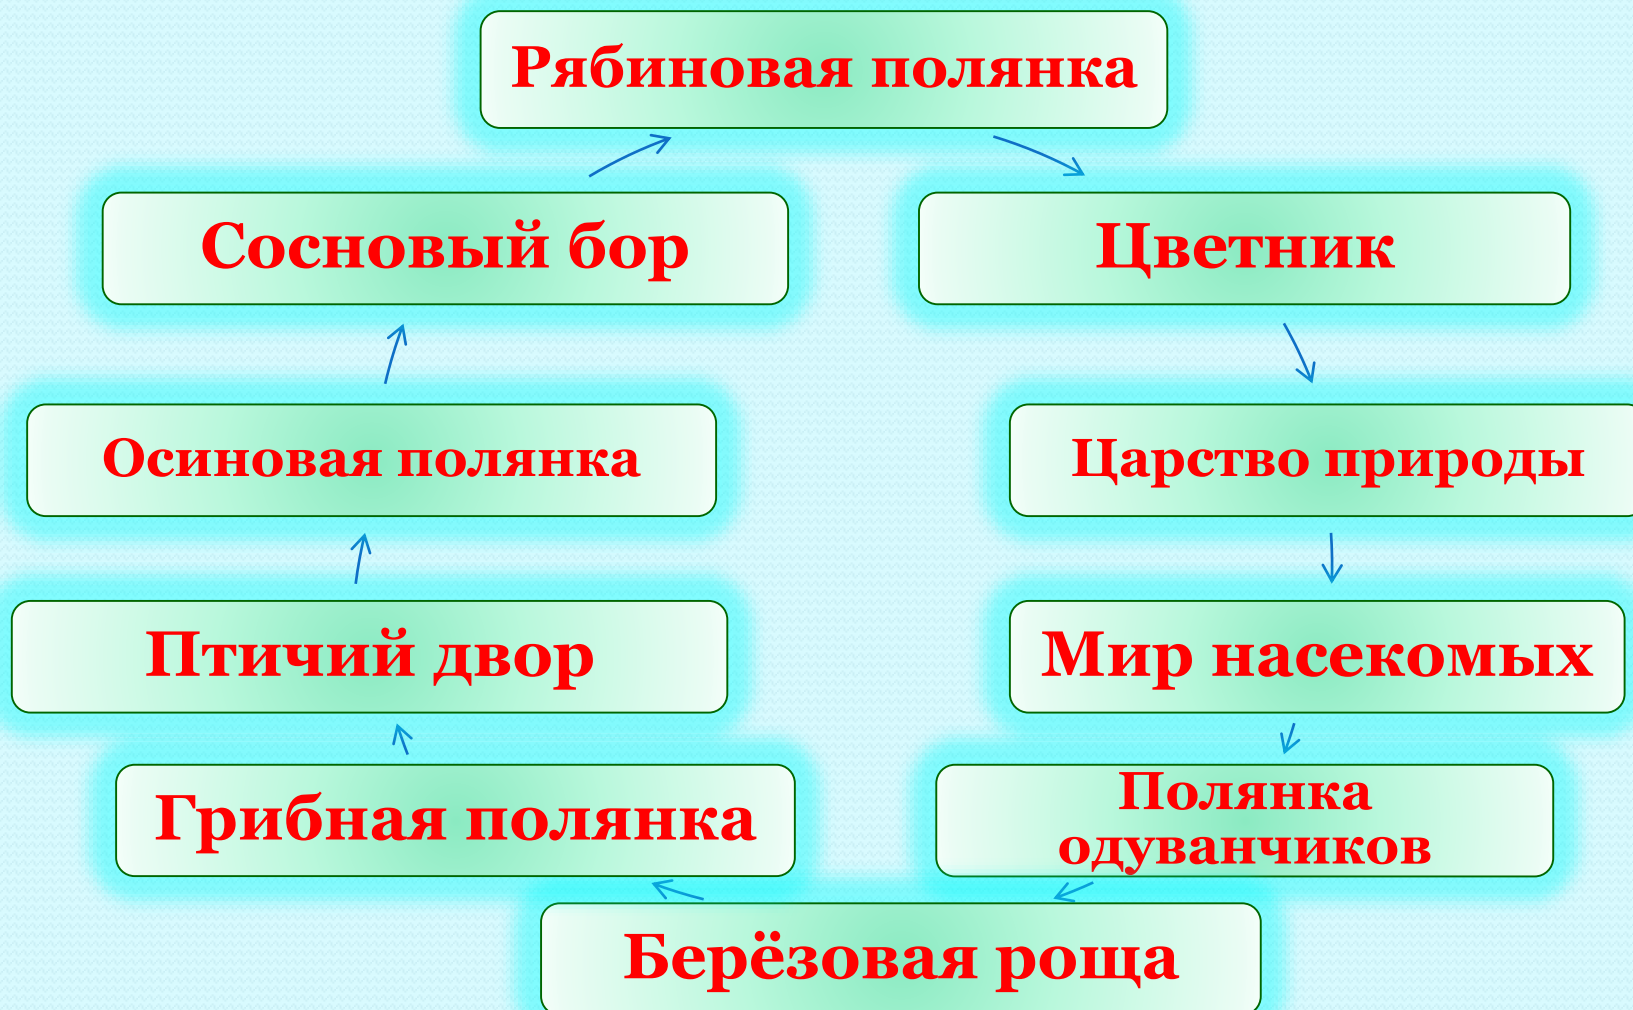 Рябиновая полянка
Сосновый бор
Цветник
Осиновая полянка
Царство природы
Птичий двор
Мир насекомых
Грибная полянка
Полянка
одуванчиков
Берёзовая роща